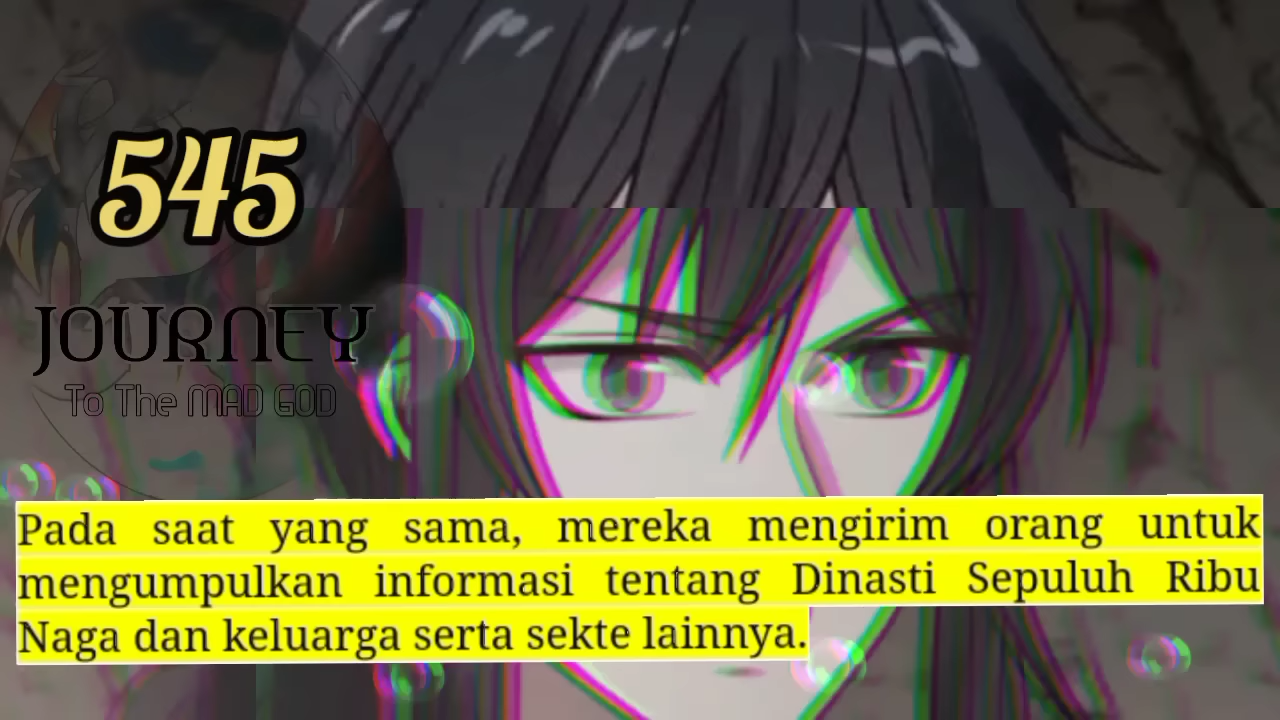 545
JOURNEY
To The MAD GOD
Pada saat yang sama, mereka mengirim orang untuk
mengumpulkan informasi tentang Dinasti Sepuluh Ribu
Naga dan keluarga serta sekte lainnya.